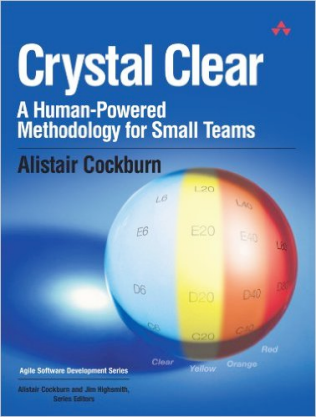 Crystal Clear
A Human-Powered
Methodology for Small Teams
Alistair Cockburn
L6
L20
L40
E6
E20
E40
D6
D20
D40
C6
C20
C40
Clear
Yellow
Orange
Red
Agile Software Development Series
Alistair Cockburn and Jim Highsmith,
Series Editors